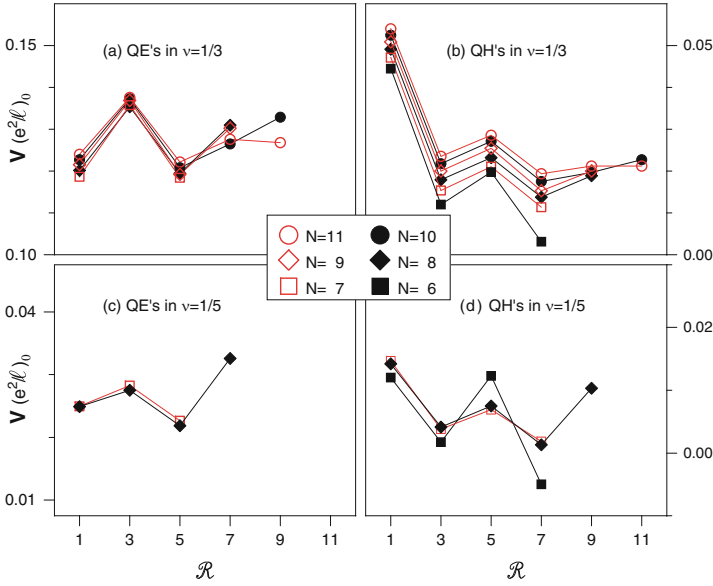 0.15
(a) QE's in ν=1/3
(b) QH's in ν=1/3
0.05
V (e²/ℓ)₀
0.10
0.00
N=11
N=10
N= 9
N= 8
N= 7
N= 6
0.04
(c) QE's in ν=1/5
(d) QH's in ν=1/5
0.02
V (e²/ℓ)₀
0.01
0.00
1 3 5 7 9 11
1 3 5 7 9 11
ℛ
ℛ